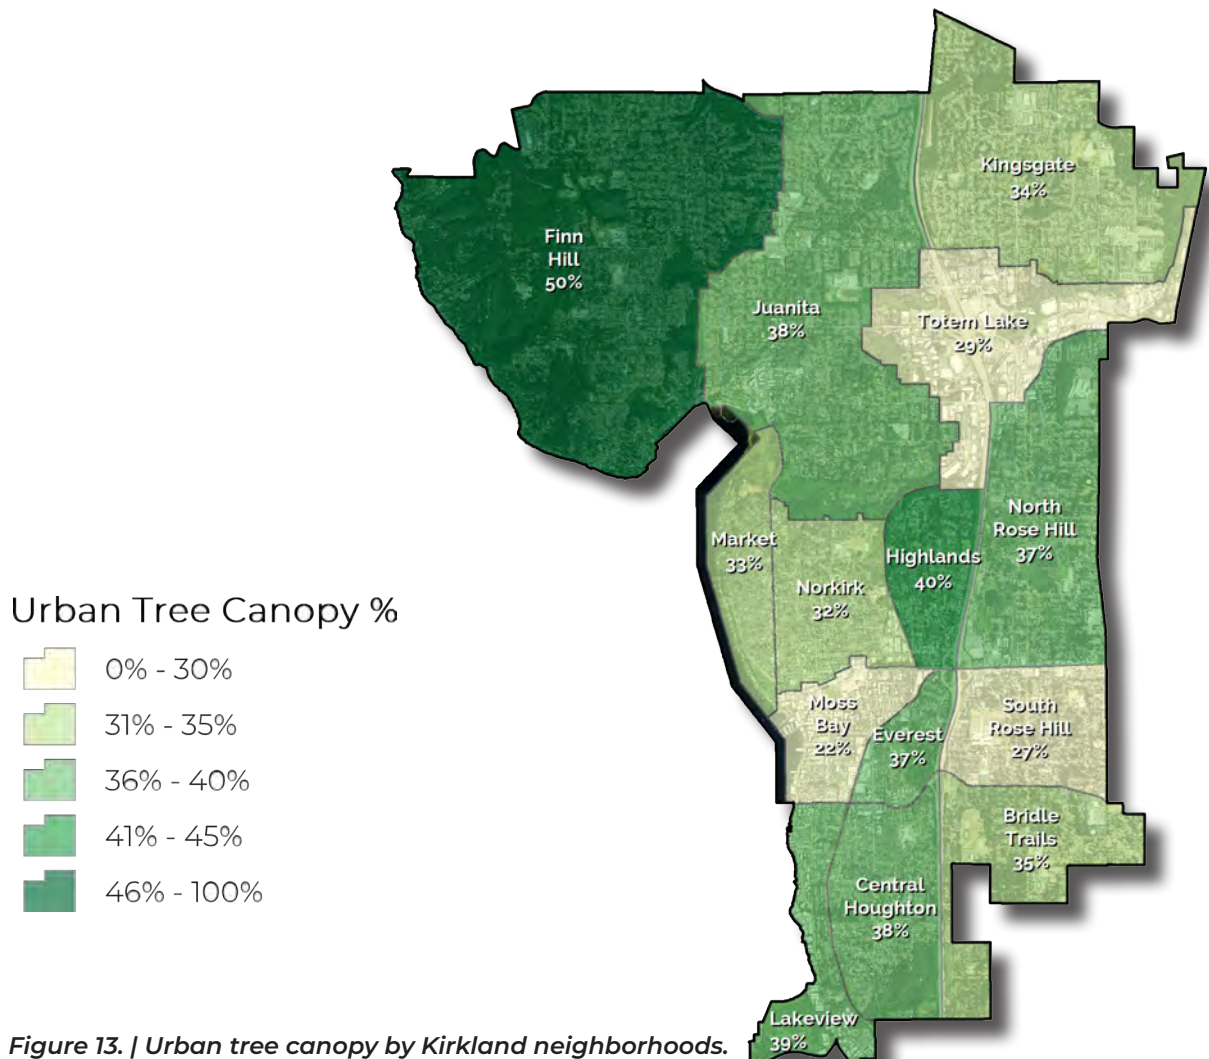 Kingsgate
34%
Finn
Hill
50%
Juanita
38%
Totem Lake
29%
North
Rose Hill
37%
Market
33%
Highlands
40%
Norkirk
32%
Urban Tree Canopy %
0% - 30%
31% - 35%
36% - 40%
41% - 45%
46% - 100%
Moss
Bay
22%
Everest
37%
South
Rose Hill
27%
Bridle
Trails
35%
Central
Houghton
38%
Lakeview
39%
Figure 13. | Urban tree canopy by Kirkland neighborhoods.